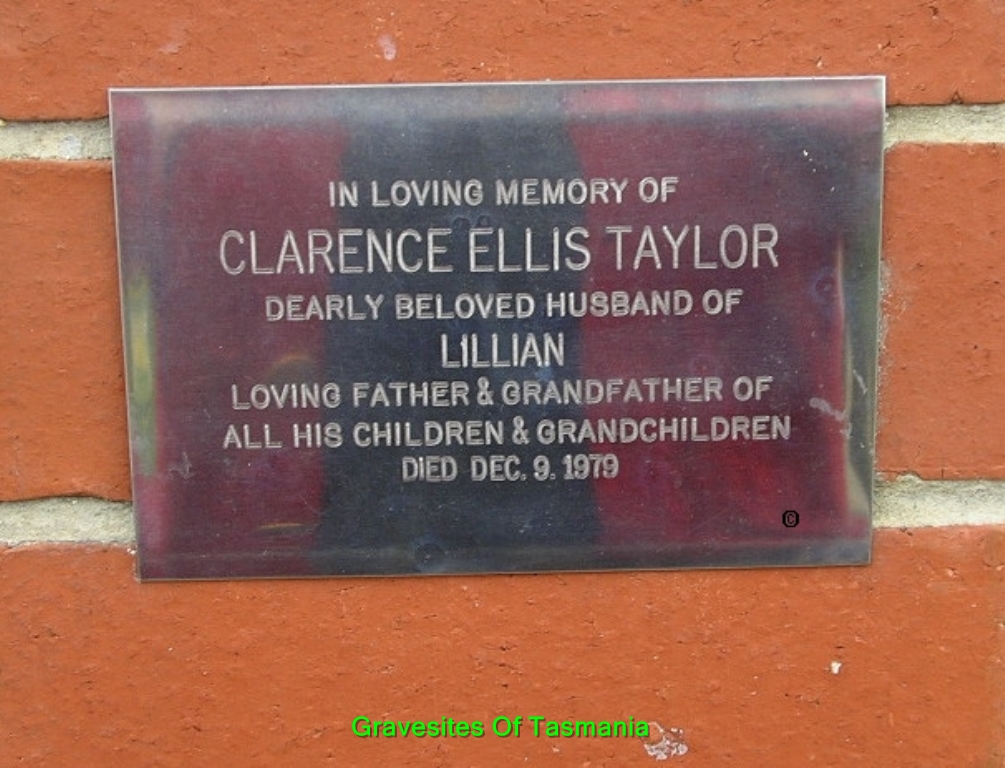 IN LOVING MEMORY OF
CLARENCE ELLIS TAYLOR
DEARLY BELOVED HUSBAND OF
LILLIAN
LOVING FATHER & GRANDFATHER OF
ALL HIS CHILDREN & GRANDCHILDREN
DIED DEC. 9. 1979
©
Gravesites Of Tasmania